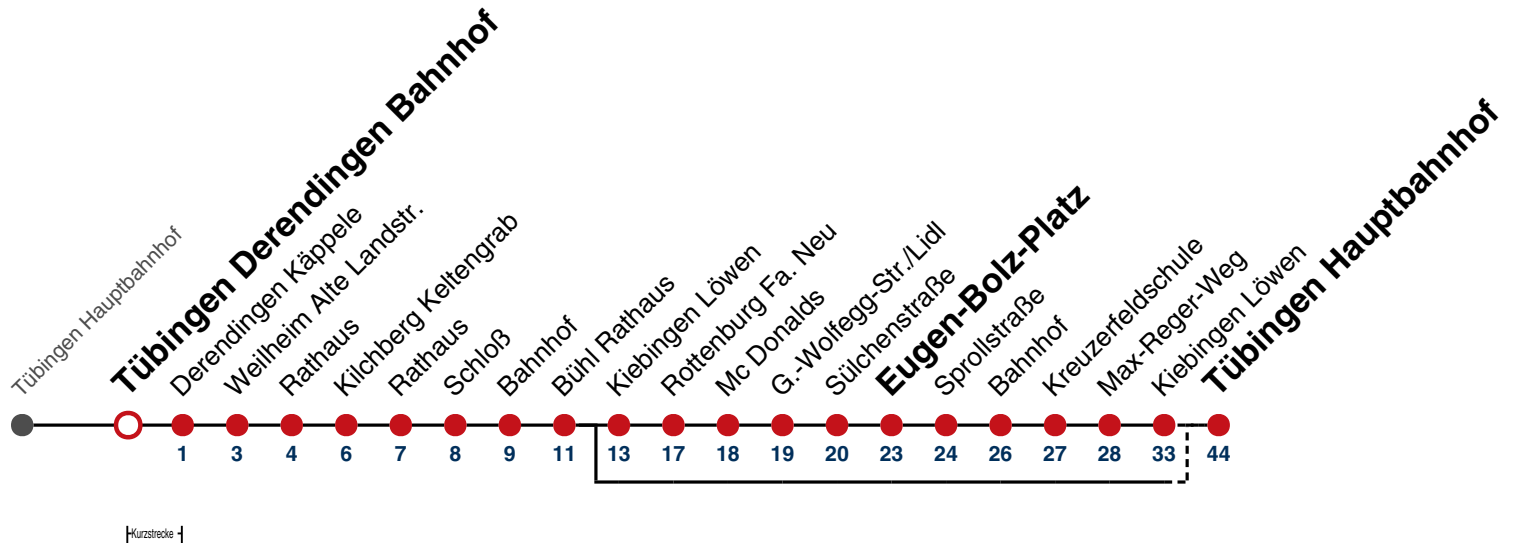 Tübingen Hauptbahnhof
Tübingen Derendingen Bahnhof
Derendingen Käppele
Weilheim Alte Landstr.
Rathaus
Kilchberg Keltengrab
Rathaus
Schloß
Bahnhof
Bühl Rathaus
Kiebingen Löwen
Rottenburg Fa. Neu
Mc Donalds
G.-Wolfegg-Str./Lidl
Sülchenstraße
Eugen-Bolz-Platz
Sprollstraße
Bahnhof
Kreuzerfeldschule
Max-Reger-Weg
Kiebingen Löwen
Tübingen Hauptbahnhof
1 3 4 6 7 8 9 11 13 17 18 19 20 23 24 26 27 28 33 44
Kurzstrecke